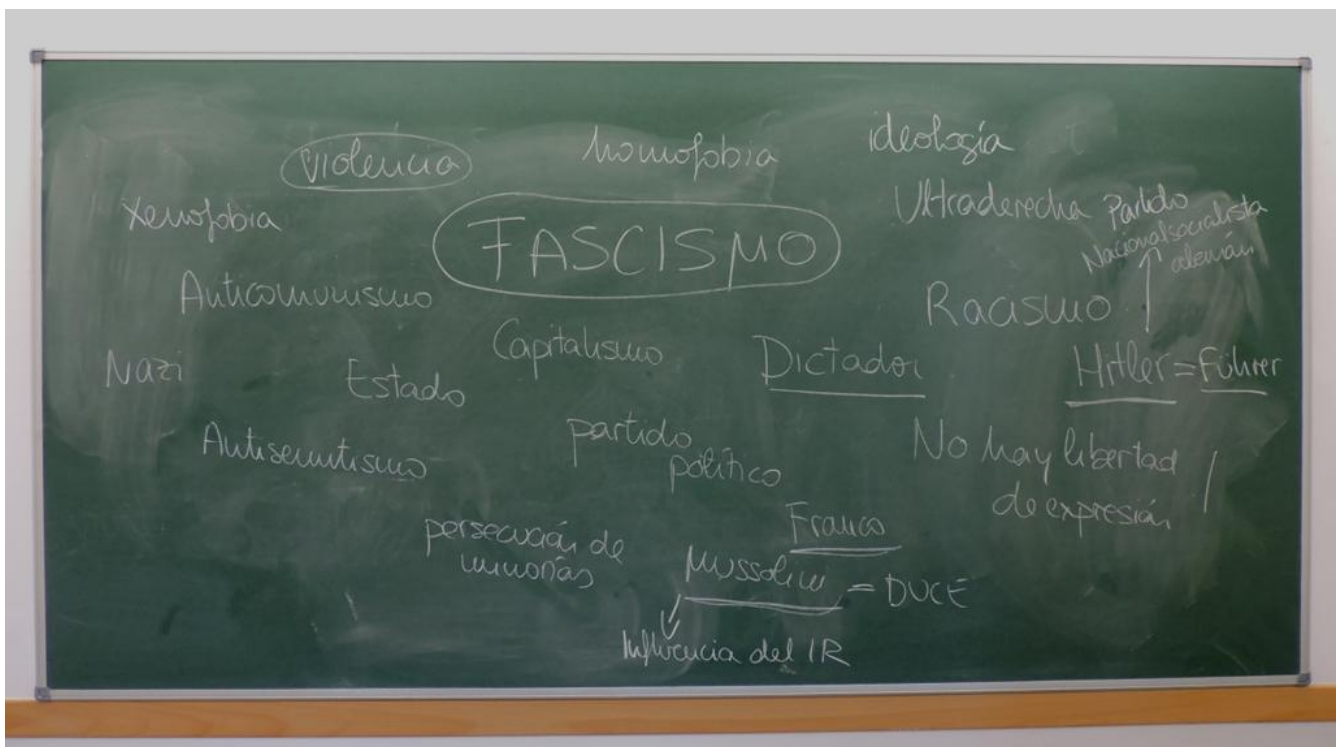 violencia
homofobia
ideología
Xenofobia
FASCISMO
Ultraderecha
Partido
Nacionalsocialista
alemán
Anticomunismo
Racismo
Nazi
Estado
Capitalismo
Dictador
Hitler = Führer
Antisemitismo
partido
político
No hay libertad
de expresión
persecución de
minorías
Franco
Mussolini = DUCE
Influencia del IR